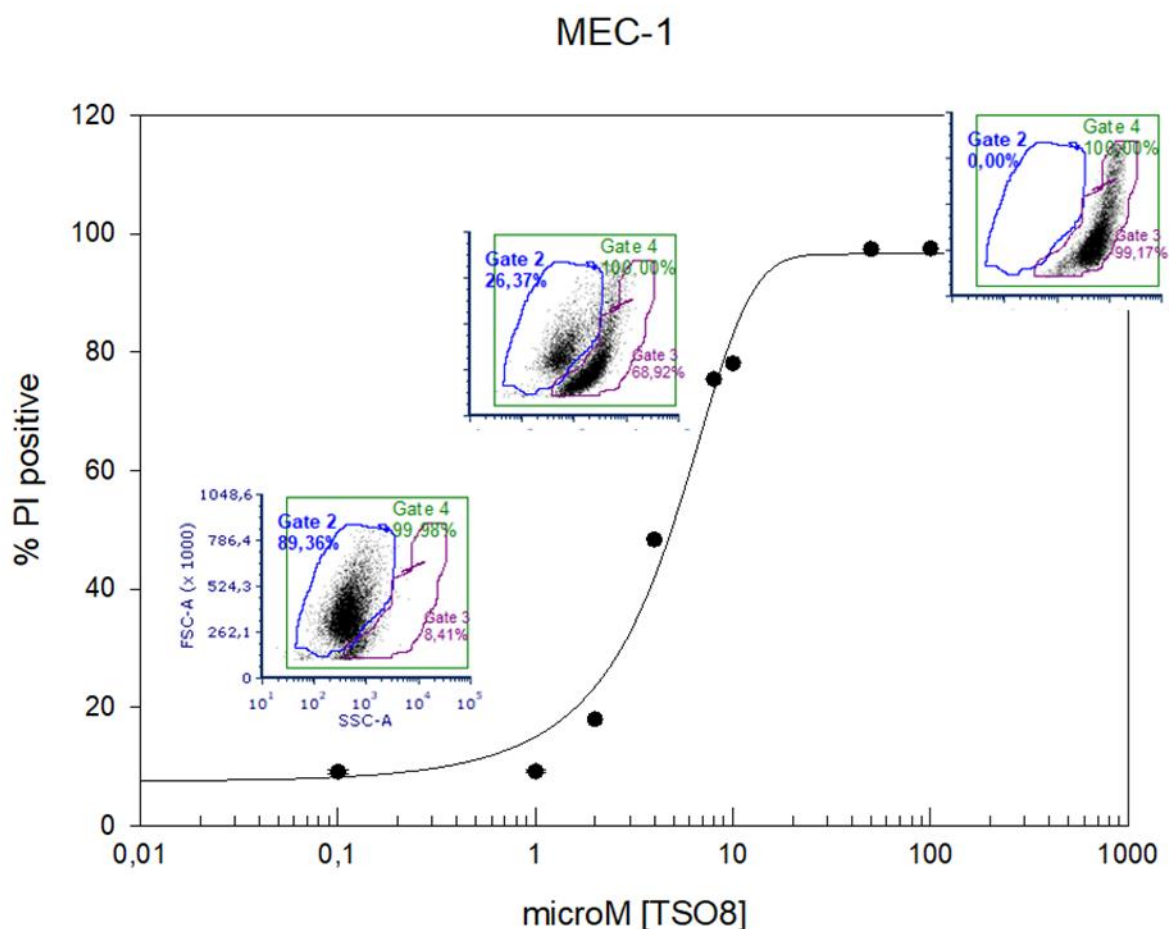 MEC-1
120
100
80
60
40
20
0
% PI positive
0,01
0,1
1
10
100
1000
microM [TSO8]
Gate 2
89,36%
Gate 4
99,98%
Gate 3
8,41%
1048,6
786,4
524,3
262,1
0
FSC-A (x 1000)
10¹
10²
10³
10⁴
10⁵
SSC-A
Gate 2
26,37%
Gate 4
100,00%
Gate 3
68,92%
Gate 2
0,00%
Gate 4
100,00%
Gate 3
99,17%